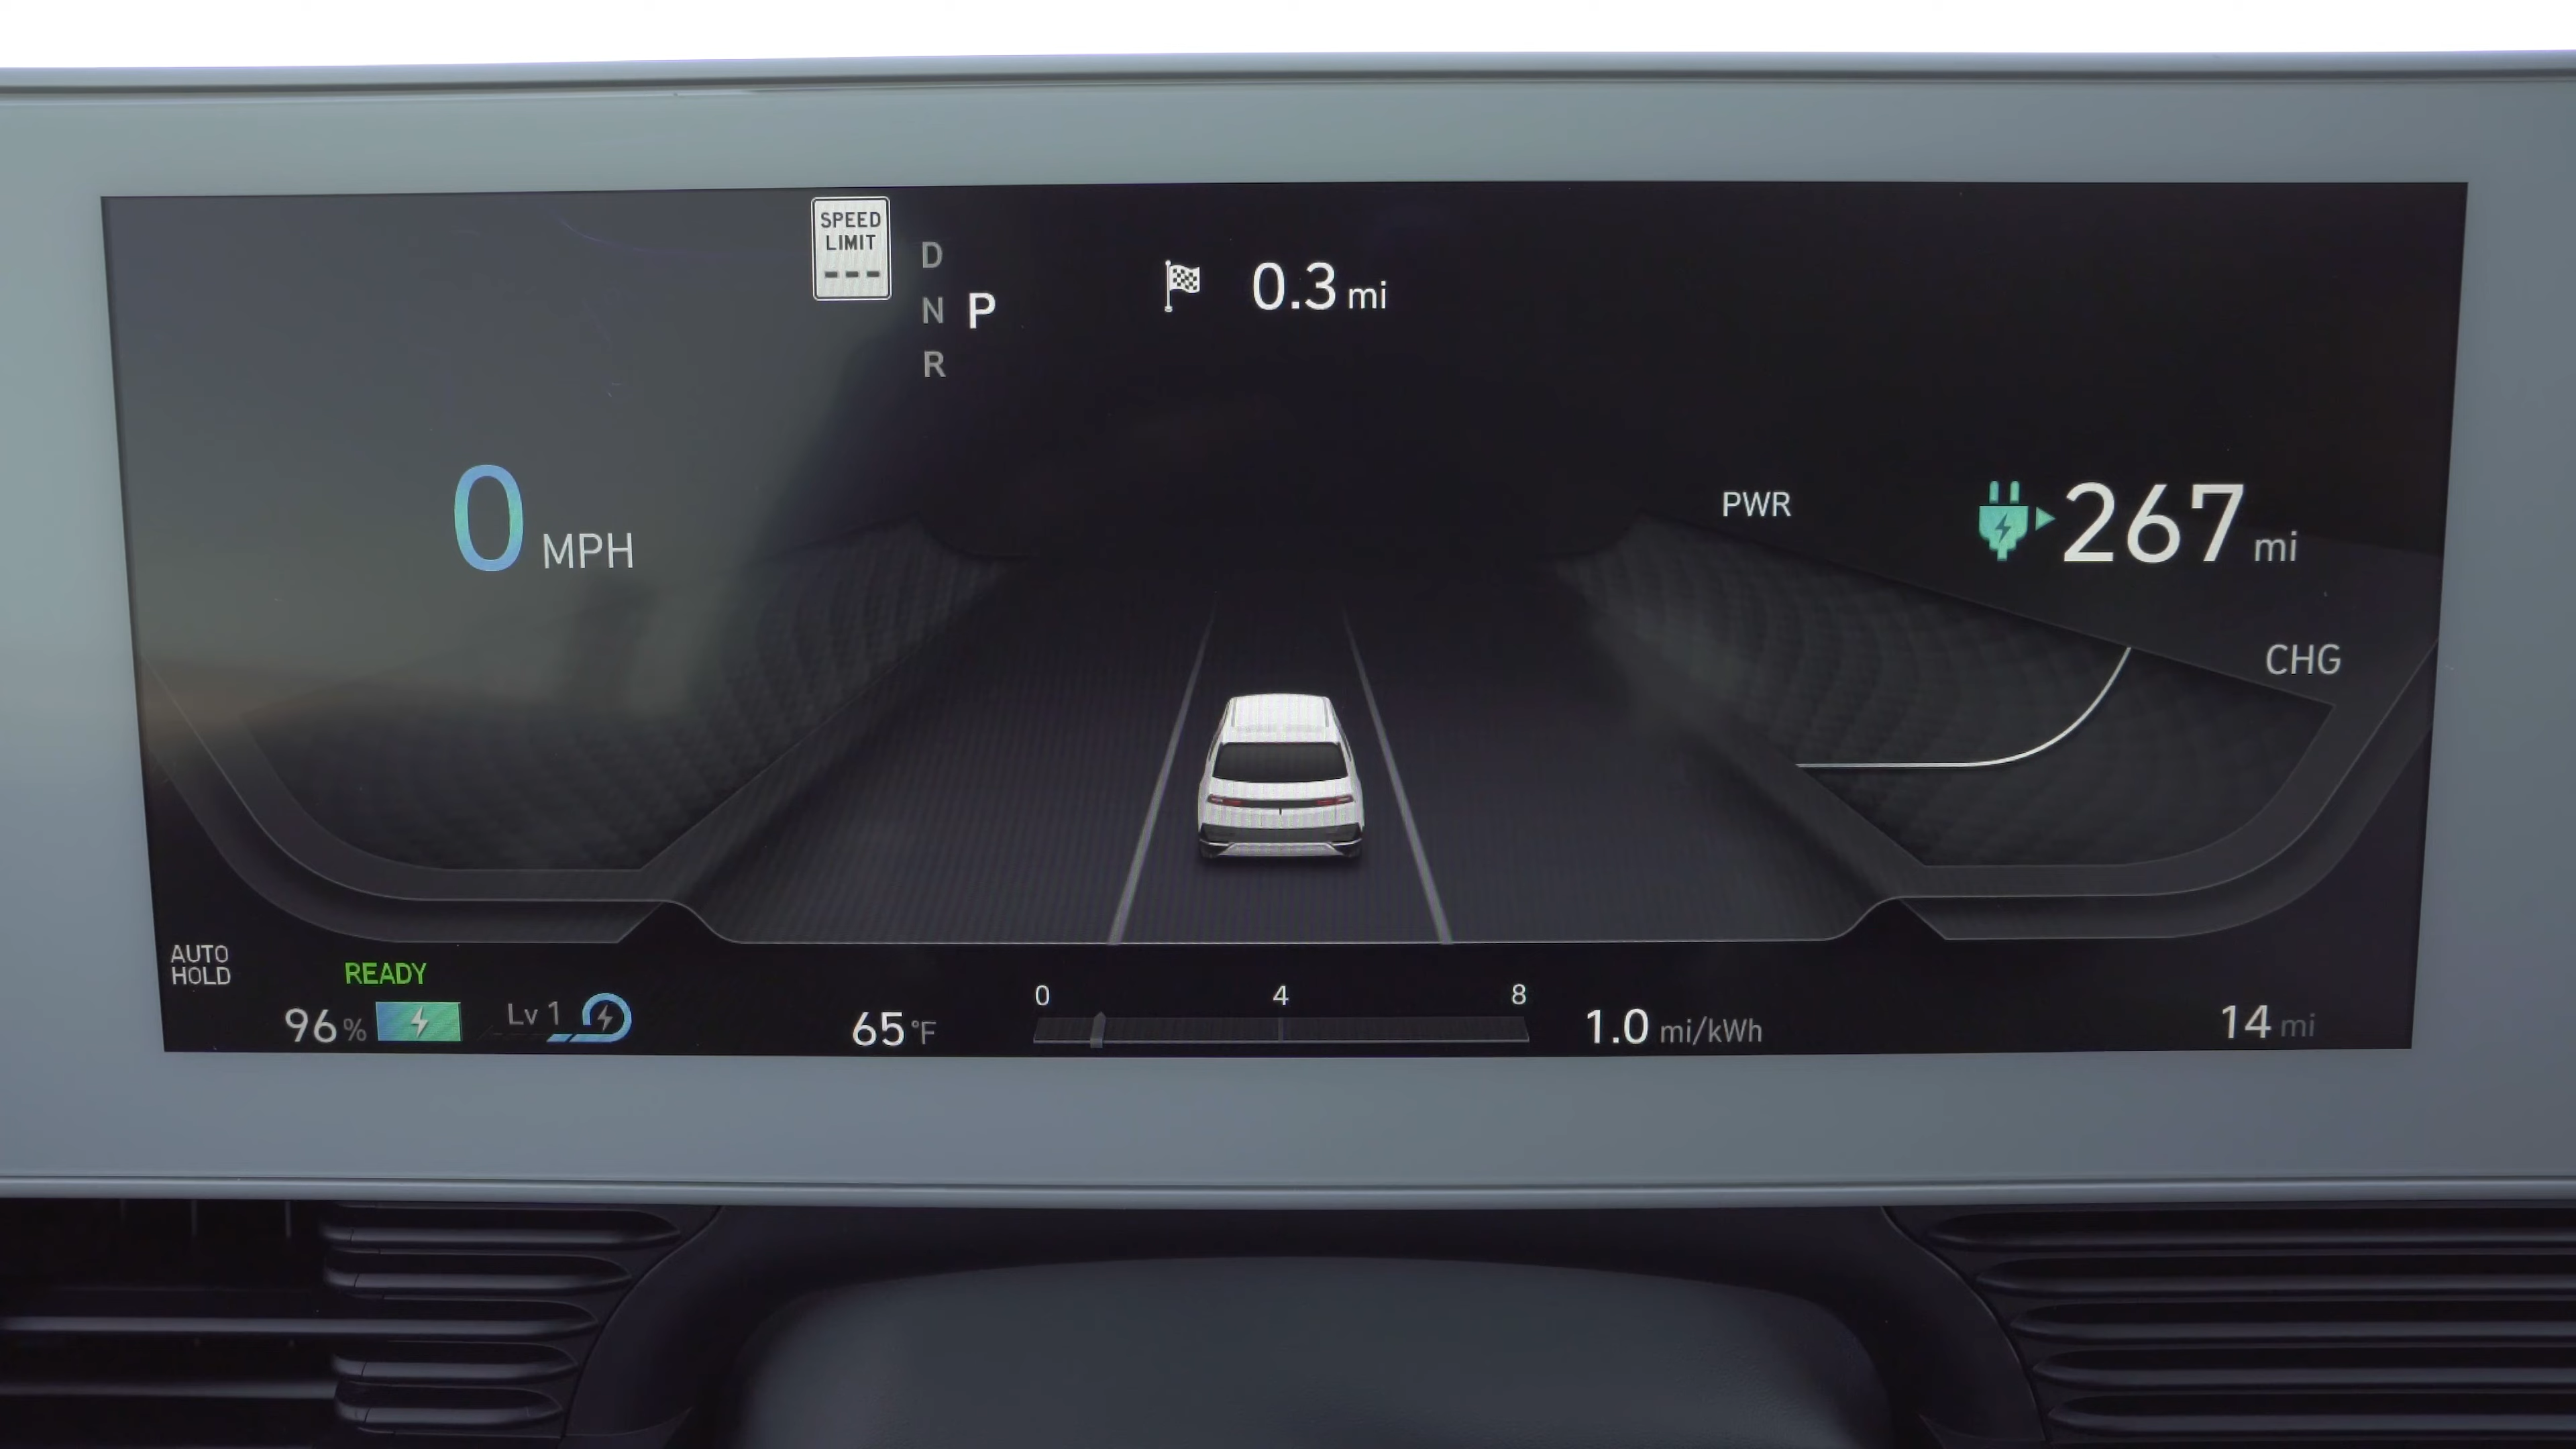 SPEED
LIMIT
---
D
N P
R
0.3 mi
0 MPH
PWR
267 mi
CHG
AUTO
HOLD
READY
96 %
Lv 1
65 °F
0 4 8
1.0 mi/kWh
14 mi